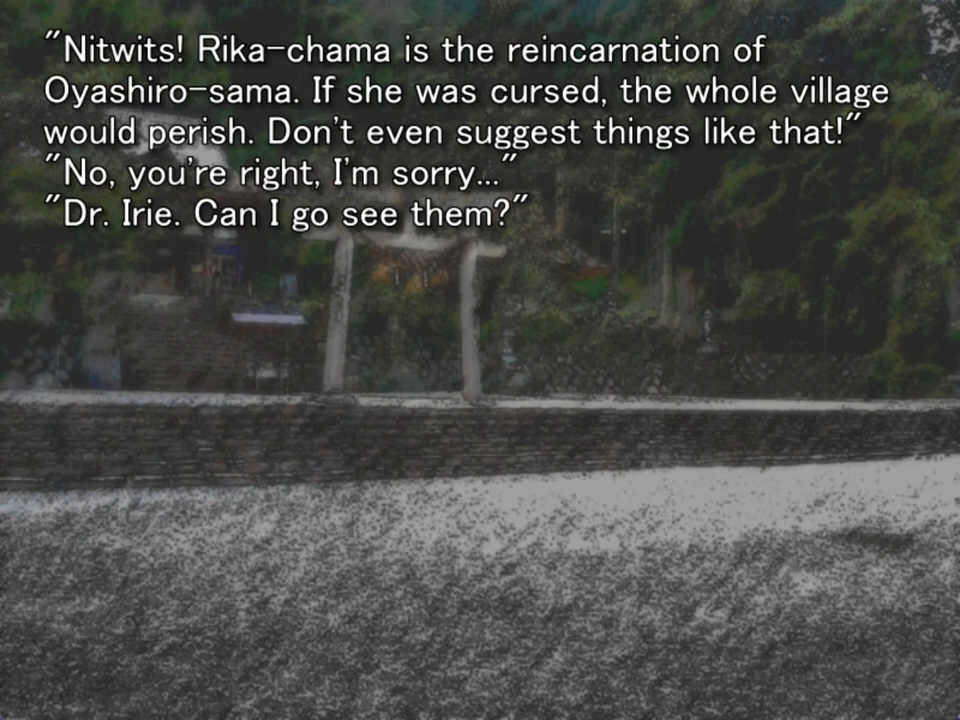 "Nitwits! Rika-chama is the reincarnation of
Oyashiro-sama. If she was cursed, the whole village
would perish. Don't even suggest things like that!"
"No, you're right, I'm sorry..."
"Dr. Irie. Can I go see them?"